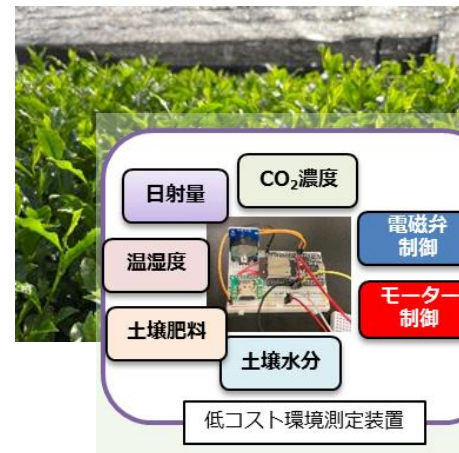 日射量
CO₂濃度
電磁弁
制御
温湿度
モーター
制御
土壌肥料
土壌水分
低コスト環境測定装置